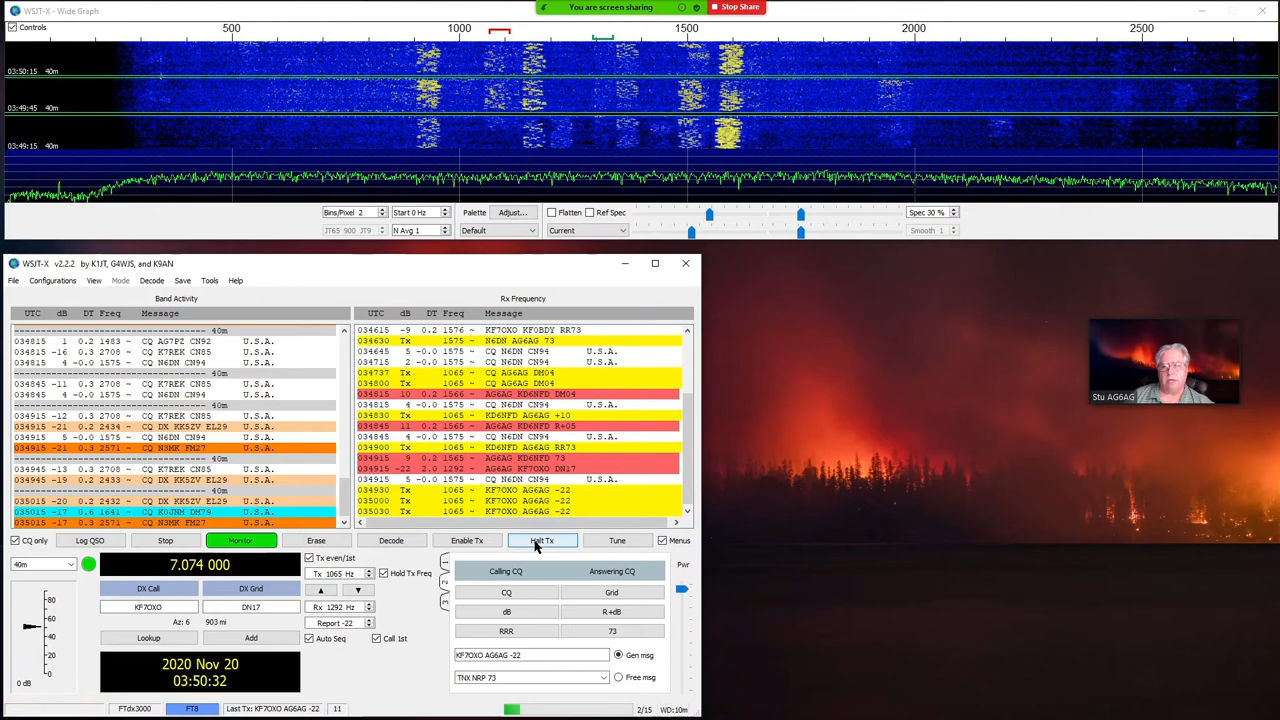 WSJT-X - Wide Graph
You are screen sharing
Stop Share
Controls
500 1000 1500 2000 2500
03:50:15 40m
03:49:45 40m
03:49:15 40m
Bins/Pixel 2 Start 0 Hz Palette Adjust... Flatten Ref Spec Spec 30 %
JT65 900 JT9 N Avg 1 Default Current Smooth 1
WSJT-X v2.2.2 by K1JT, G4WJS, and K9AN
File Configurations View Mode Decode Save Tools Help
Band Activity
UTC dB DT Freq Message
40m
034815 1 0.2 1483 ~ CQ AG7PZ CN92 U.S.A.
034815 -16 0.3 2708 ~ CQ K7REK CN85 U.S.A.
034815 4 -0.0 1575 ~ CQ N6DN CN94 U.S.A.
40m
034845 -11 0.3 2708 ~ CQ K7REK CN85 U.S.A.
034845 4 -0.0 1575 ~ CQ N6DN CN94 U.S.A.
40m
034915 -12 0.3 2708 ~ CQ K7REK CN85 U.S.A.
034915 -21 0.2 2434 ~ CQ DX KK5ZV EL29 U.S.A.
034915 5 -0.0 1575 ~ CQ N6DN CN94 U.S.A.
034915 -21 0.3 2571 ~ CQ N3MK FM27 U.S.A.
40m
034945 -13 0.3 2708 ~ CQ K7REK CN85 U.S.A.
034945 -19 0.2 2433 ~ CQ DX KK5ZV EL29 U.S.A.
40m
035015 -20 0.2 2432 ~ CQ DX KK5ZV EL29 U.S.A.
035015 -17 0.6 1641 ~ CQ K0JNM DM79 U.S.A.
035015 -17 0.3 2571 ~ CQ N3MK FM27 U.S.A.
Rx Frequency
UTC dB DT Freq Message
034615 -9 0.2 1576 ~ KF7OXO KF0BDY RR73
034630 Tx 1575 ~ N6DN AG6AG 73
034645 5 -0.0 1575 ~ CQ N6DN CN94 U.S.A.
034715 2 -0.0 1575 ~ CQ N6DN CN94 U.S.A.
034737 Tx 1065 ~ CQ AG6AG DM04
034800 Tx 1065 ~ CQ AG6AG DM04
034815 10 0.2 1566 ~ AG6AG KD6NFD DM04
034815 4 -0.0 1575 ~ CQ N6DN CN94 U.S.A.
034830 Tx 1065 ~ KD6NFD AG6AG +10
034845 11 0.2 1565 ~ AG6AG KD6NFD R+05
034845 4 -0.0 1575 ~ CQ N6DN CN94 U.S.A.
034900 Tx 1065 ~ KD6NFD AG6AG RR73
034915 9 0.2 1565 ~ AG6AG KD6NFD 73
034915 -22 2.0 1292 ~ AG6AG KF7OXO DN17
034915 5 -0.0 1575 ~ CQ N6DN CN94 U.S.A.
034930 Tx 1065 ~ KF7OXO AG6AG -22
035000 Tx 1065 ~ KF7OXO AG6AG -22
035030 Tx 1065 ~ KF7OXO AG6AG -22
CQ only Log QSO Stop Monitor Erase Decode Enable Tx Halt Tx Tune Menus
40m 7.074 000
Tx even/1st
Tx 1065 Hz Hold Tx Freq
DX Call DX Grid
KF7OXO DN17
Rx 1292 Hz
Az: 6 903 mi
Report -22
Lookup Add
Auto Seq Call 1st
2020 Nov 20
03:50:32
80
60
40
20
0
0 dB
1
2
3
Calling CQ Answering CQ
CQ Grid
dB R+dB
RRR 73
KF7OXO AG6AG -22 Gen msg
TNX NRP 73 Free msg
Pwr
FTdx3000 FT8 Last Tx: KF7OXO AG6AG -22 11 2/15 WD:10m
Stu AG6AG